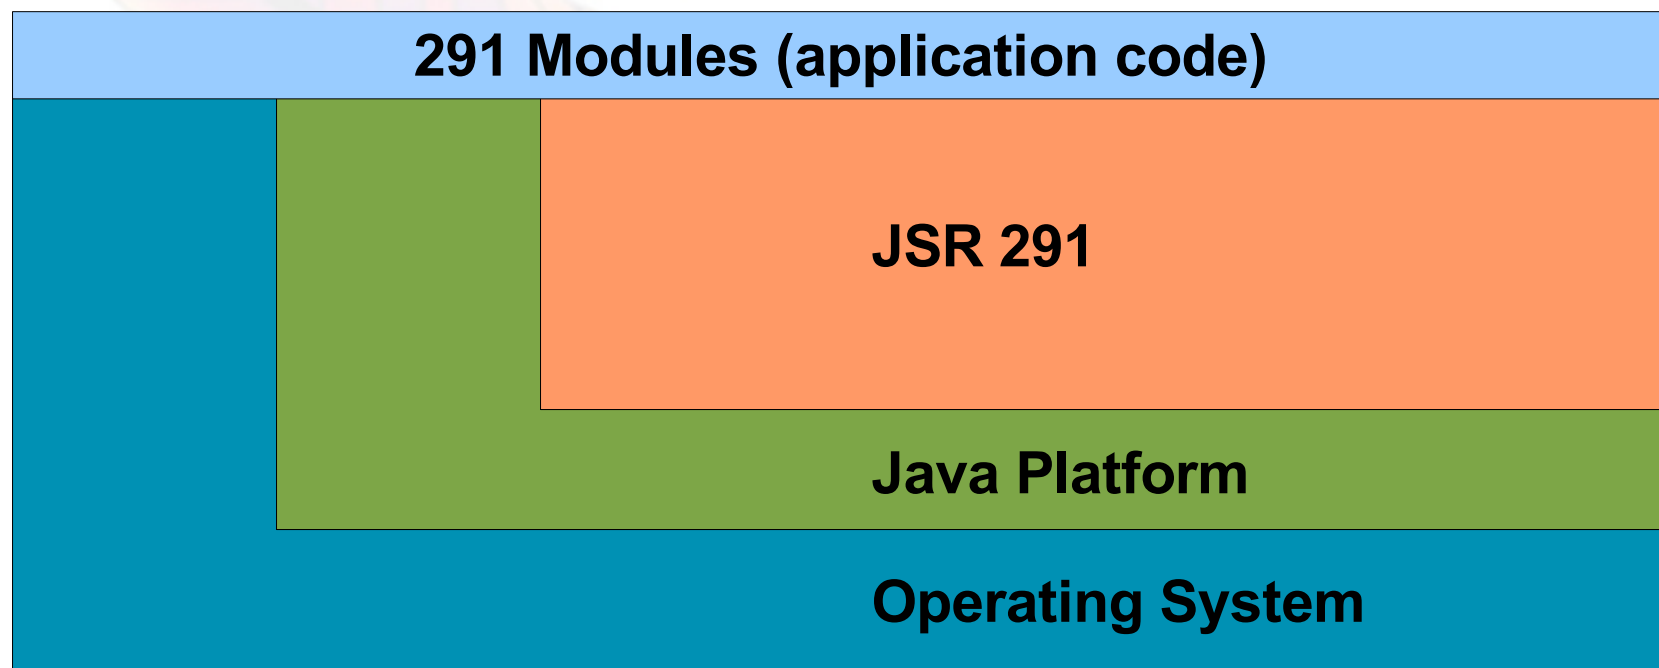 291 Modules (application code)
JSR 291
Java Platform
Operating System